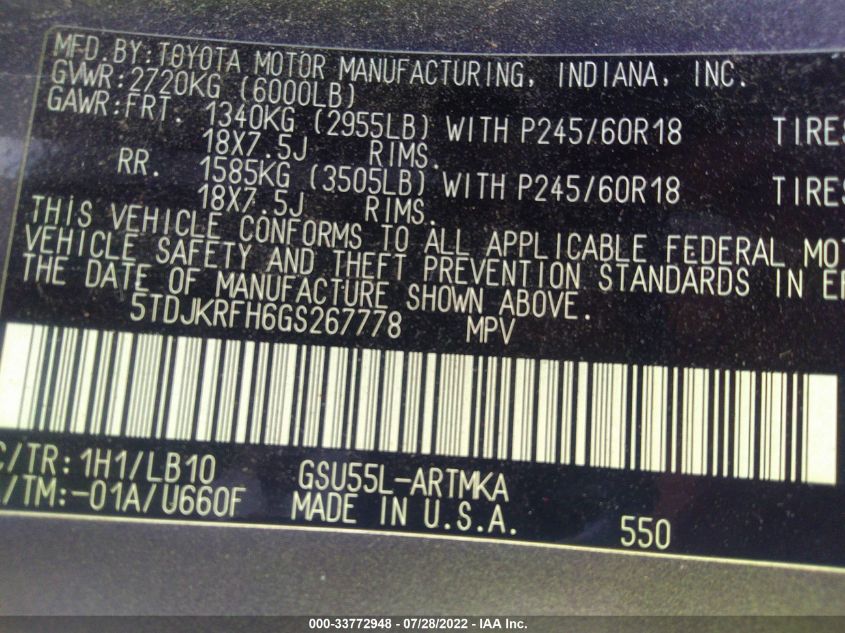 MFD. BY: TOYOTA MOTOR MANUFACTURING, INDIANA, INC.
GVWR: 2720KG (6000LB)
GAWR: FRT. 1340KG (2955LB) WITH P245/60R18 TIRES
18X7.5J RIMS.
RR. 1585KG (3505LB) WITH P245/60R18 TIRES
18X7.5J RIMS.
THIS VEHICLE CONFORMS TO ALL APPLICABLE FEDERAL MOT
VEHICLE SAFETY AND THEFT PREVENTION STANDARDS IN EF
THE DATE OF MANUFACTURE SHOWN ABOVE.
5TDJKRFH6GS267778 MPV
C/TR: 1H1/LB10 GSU55L-ARTMKA
/TM:-01A/U660F MADE IN U.S.A. 550
000-33772948 - 07/28/2022 - IAA Inc.